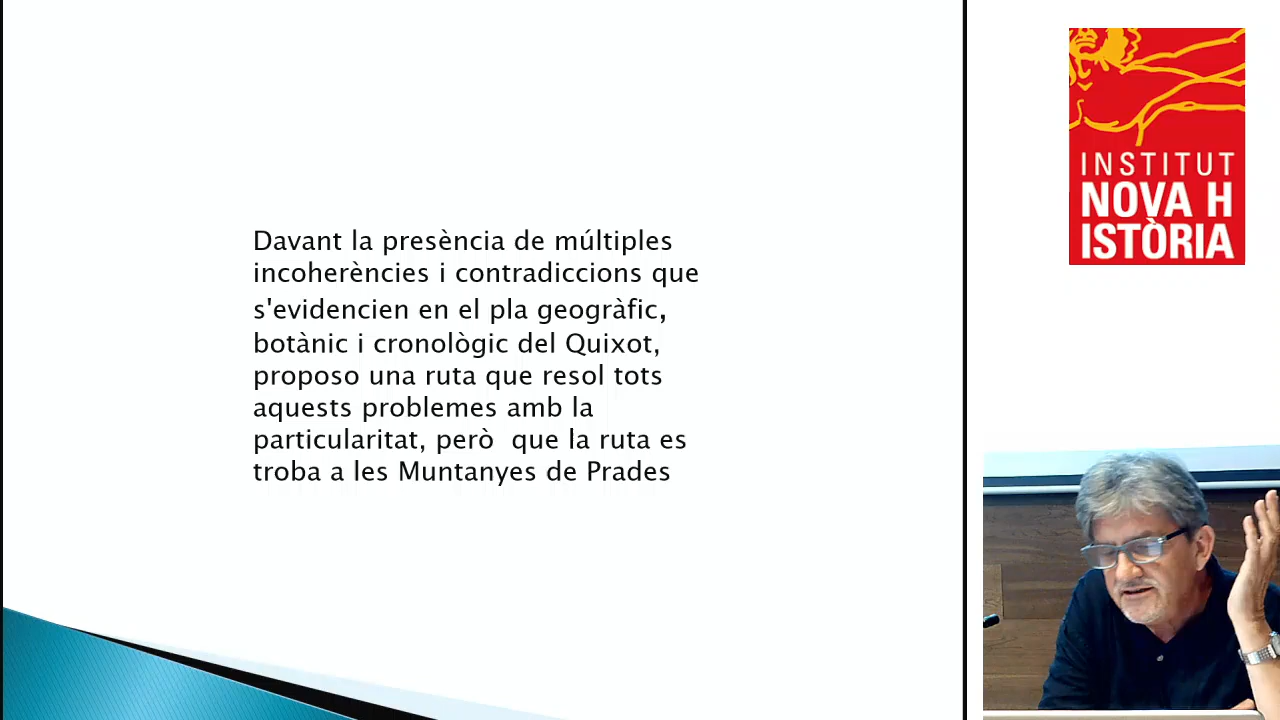 Davant la presència de múltiples
incoherències i contradiccions que
s'evidencien en el pla geogràfic,
botànic i cronològic del Quixot,
proposo una ruta que resol tots
aquests problemes amb la
particularitat, però  que la ruta es
troba a les Muntanyes de Prades
INSTITUT
NOVA H
ISTÒRIA